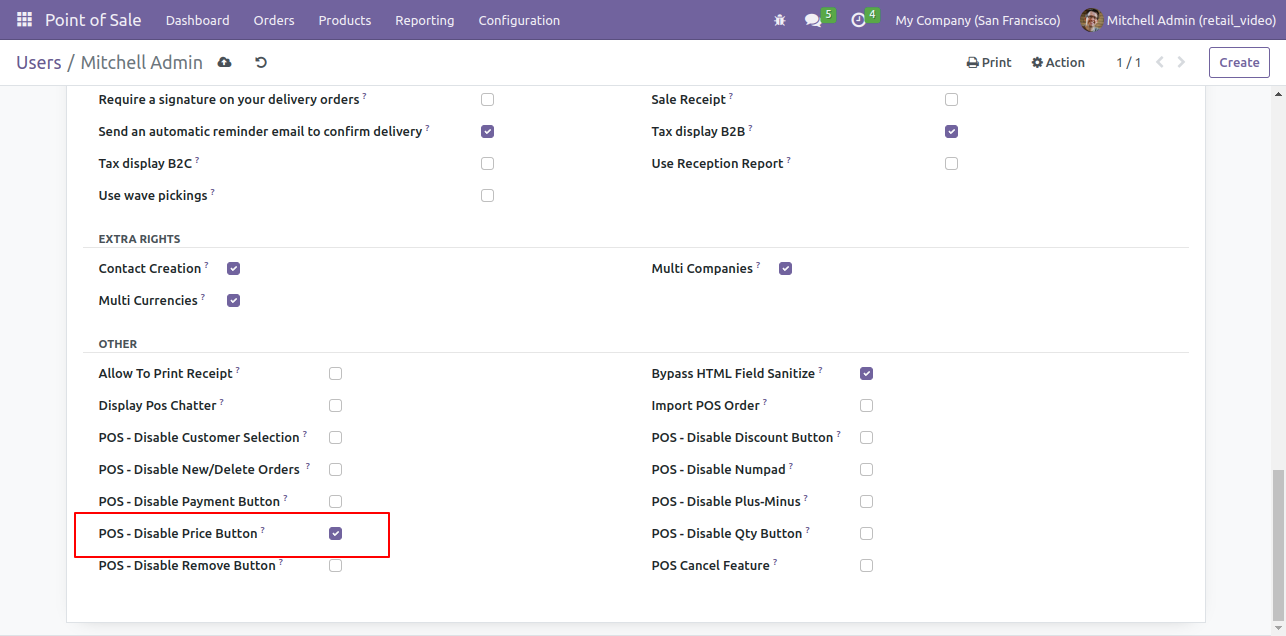 Point of Sale Dashboard Orders Products Reporting Configuration 5 4 My Company (San Francisco) Mitchell Admin (retail_video)
Users / Mitchell Admin Print Action 1 / 1 Create
Require a signature on your delivery orders ? Sale Receipt ?
Send an automatic reminder email to confirm delivery ? Tax display B2B ?
Tax display B2C ? Use Reception Report ?
Use wave pickings ?
EXTRA RIGHTS
Contact Creation ? Multi Companies ?
Multi Currencies ?
OTHER
Allow To Print Receipt ? Bypass HTML Field Sanitize ?
Display Pos Chatter ? Import POS Order ?
POS - Disable Customer Selection ? POS - Disable Discount Button ?
POS - Disable New/Delete Orders ? POS - Disable Numpad ?
POS - Disable Payment Button ? POS - Disable Plus-Minus ?
POS - Disable Price Button ? POS - Disable Qty Button ?
POS - Disable Remove Button ? POS Cancel Feature ?